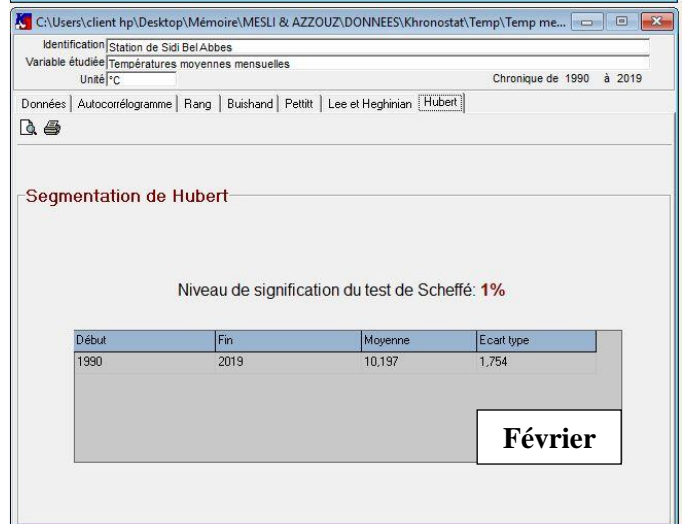 C:\Users\client hp\Desktop\Mémoire\MESLI & AZZOUZ\DONNEES\Khronostat\Temp\Temp me...
Identification Station de Sidi Bel Abbes
Variable étudiée Températures moyennes mensuelles
Unité °C Chronique de 1990 à 2019
Données Autocorrélogramme Rang Buishand Pettitt Lee et Heghinian Hubert
Segmentation de Hubert
Niveau de signification du test de Scheffé: 1%
Début Fin Moyenne Ecart type
1990 2019 10,197 1,754
Février